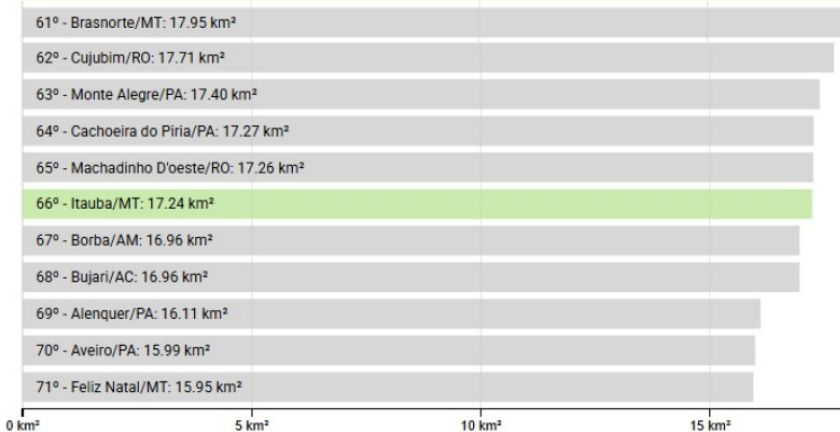 61º - Brasnorte/MT: 17.95 km²
62º - Cujubim/RO: 17.71 km²
63º - Monte Alegre/PA: 17.40 km²
64º - Cachoeira do Piria/PA: 17.27 km²
65º - Machadinho D'oeste/RO: 17.26 km²
66º - Itauba/MT: 17.24 km²
67º - Borba/AM: 16.96 km²
68º - Bujari/AC: 16.96 km²
69º - Alenquer/PA: 16.11 km²
70º - Aveiro/PA: 15.99 km²
71º - Feliz Natal/MT: 15.95 km²
0 km² 5 km² 10 km² 15 km²